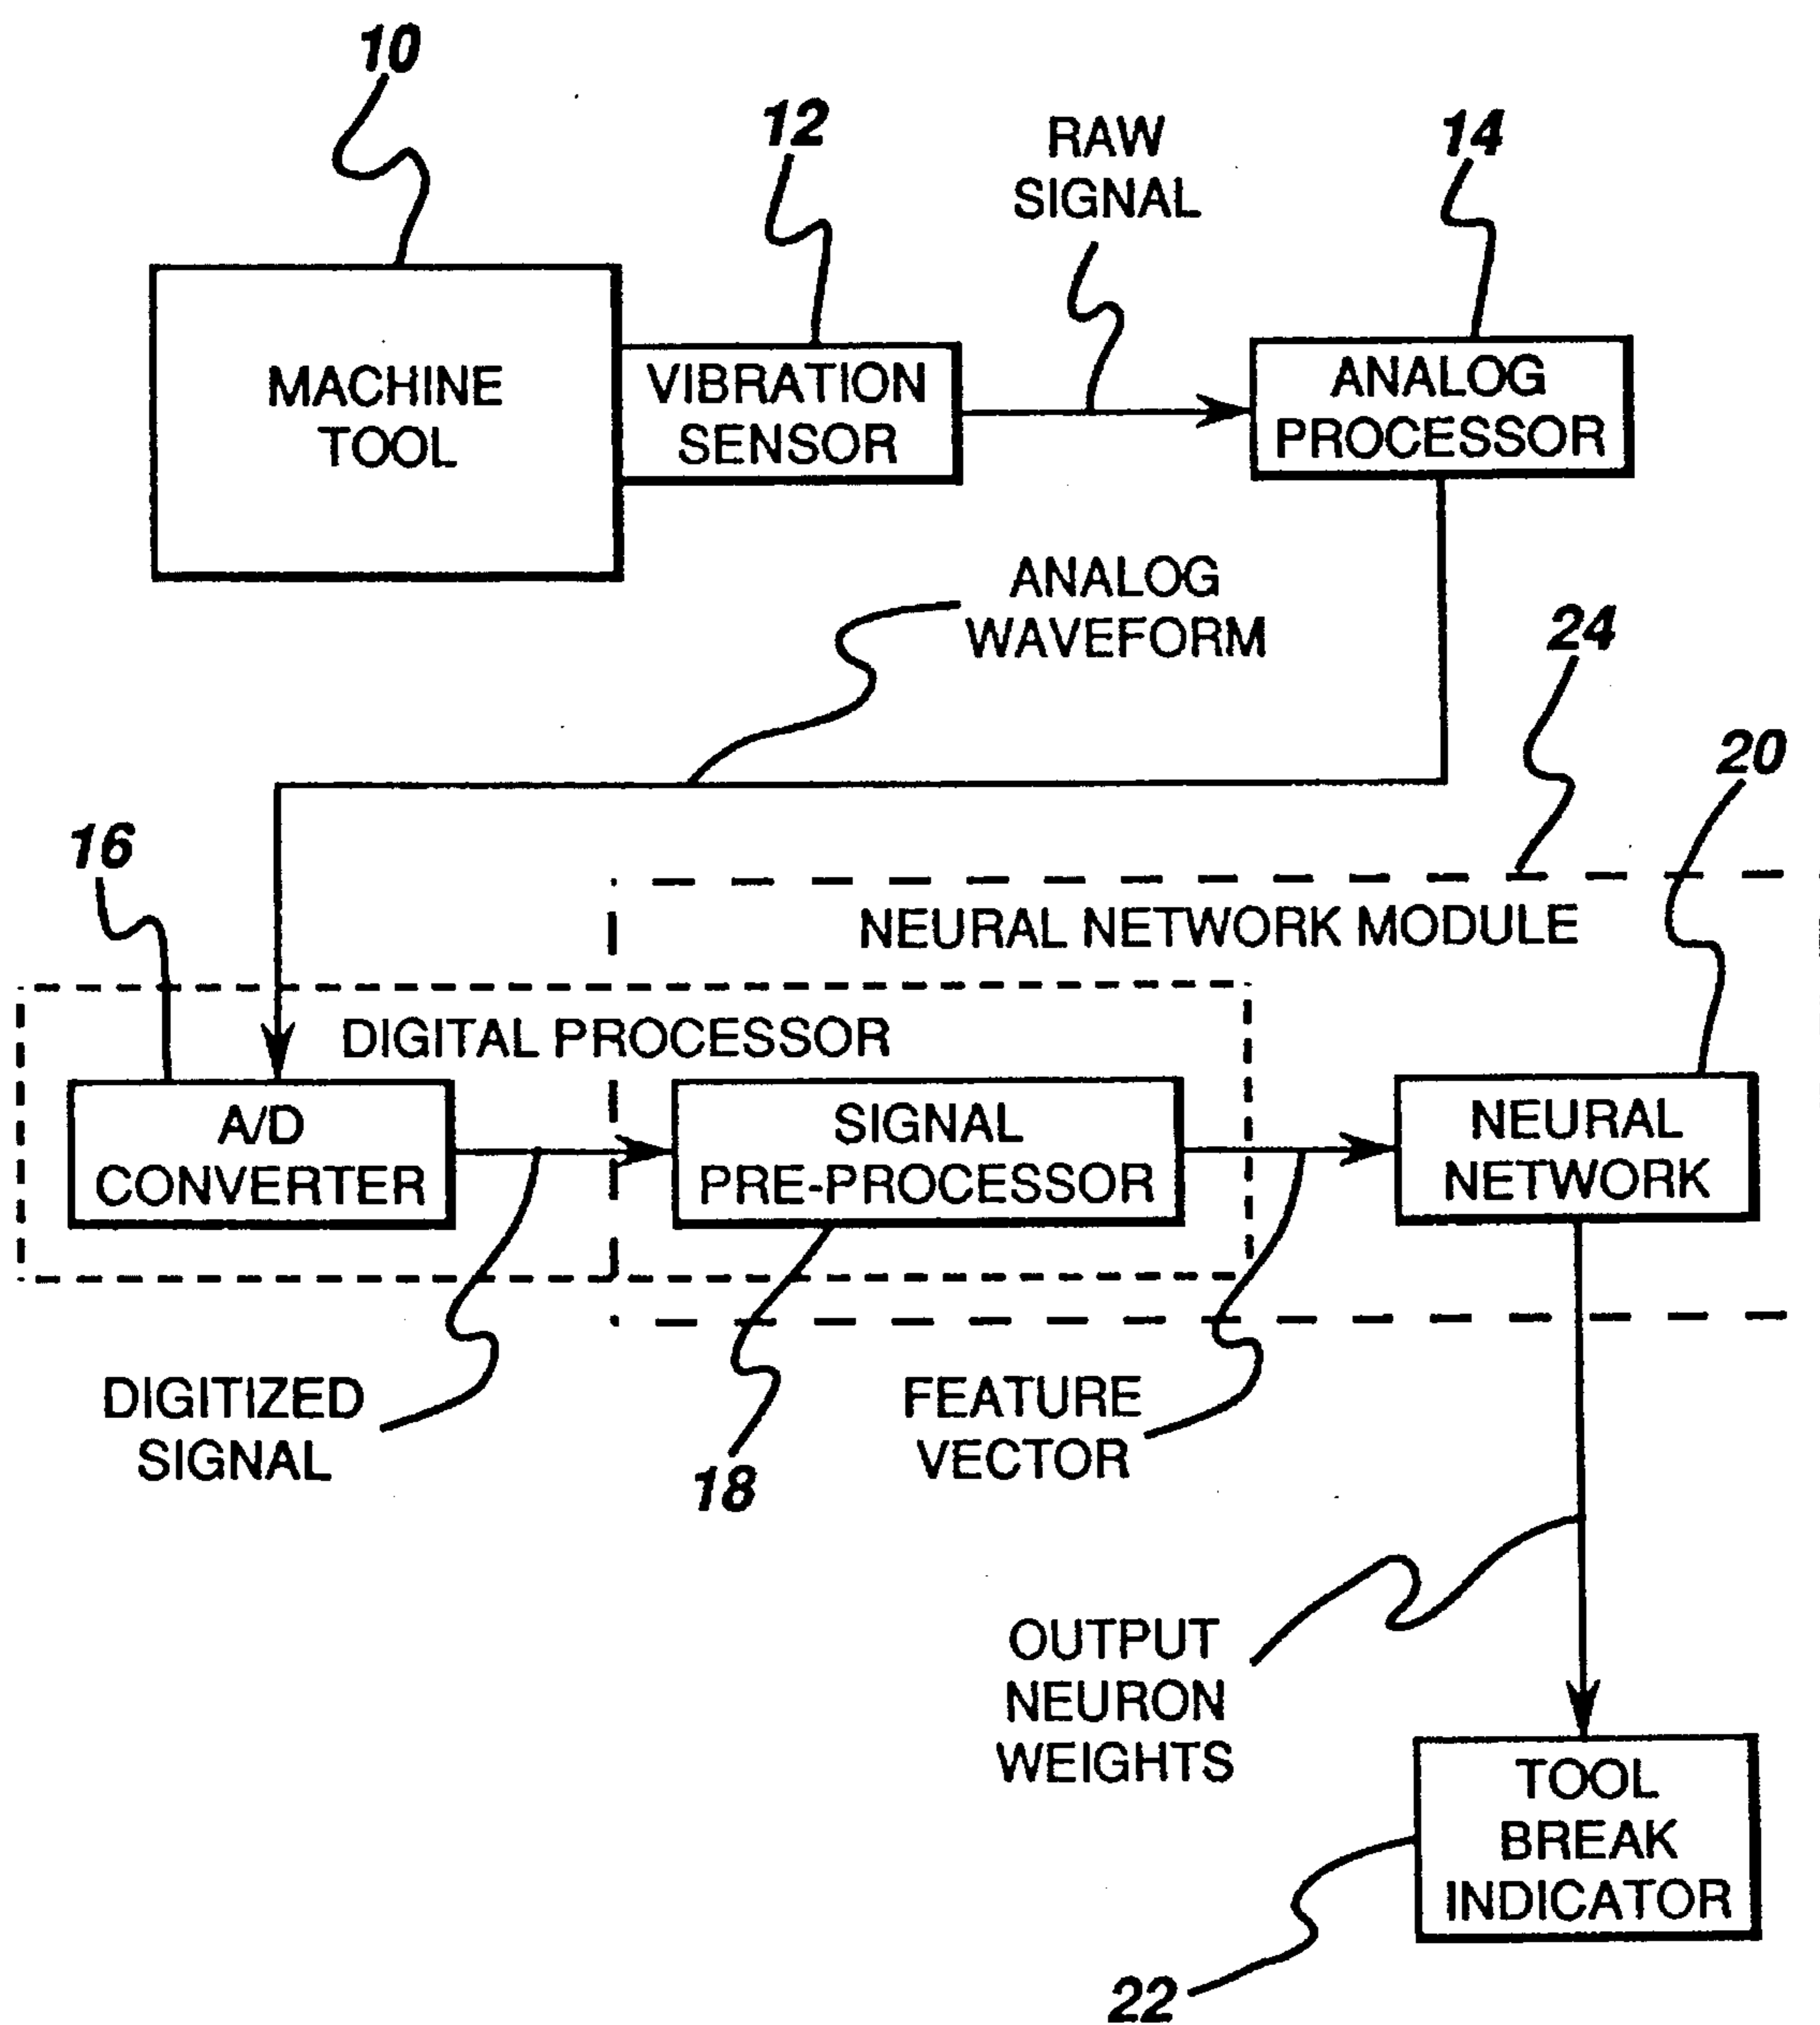 10
12
RAW
SIGNAL
14
MACHINE
TOOL
VIBRATION
SENSOR
ANALOG
PROCESSOR
ANALOG
WAVEFORM
24
20
16
NEURAL NETWORK MODULE
DIGITAL PROCESSOR
A/D
CONVERTER
SIGNAL
PRE-PROCESSOR
NEURAL
NETWORK
DIGITIZED
SIGNAL
18
FEATURE
VECTOR
OUTPUT
NEURON
WEIGHTS
TOOL
BREAK
INDICATOR
22